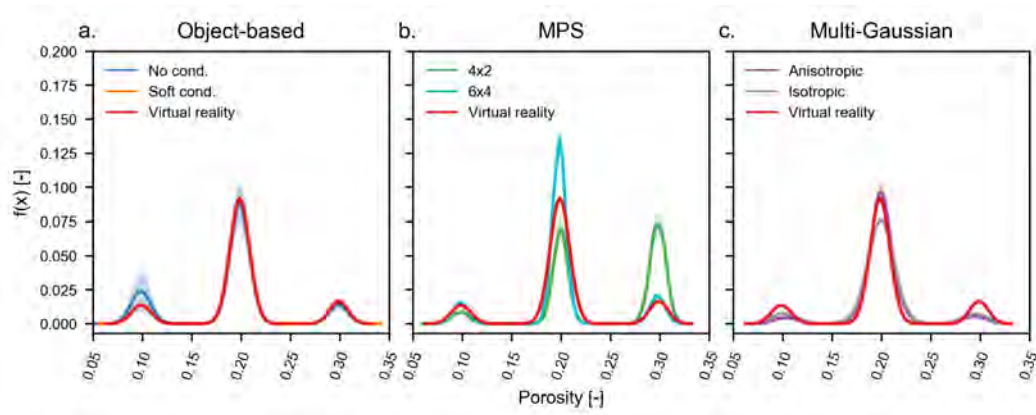 a. Object-based
b. MPS
c. Multi-Gaussian
0.200
0.175
0.150
0.125
0.100
0.075
0.050
0.025
0.000
f(x) [-]
No cond.
Soft cond.
Virtual reality
4x2
6x4
Virtual reality
Anisotropic
Isotropic
Virtual reality
0.05 0.10 0.15 0.20 0.25 0.30 0.35
0.05 0.10 0.15 0.20 0.25 0.30 0.35
0.05 0.10 0.15 0.20 0.25 0.30 0.35
Porosity [-]